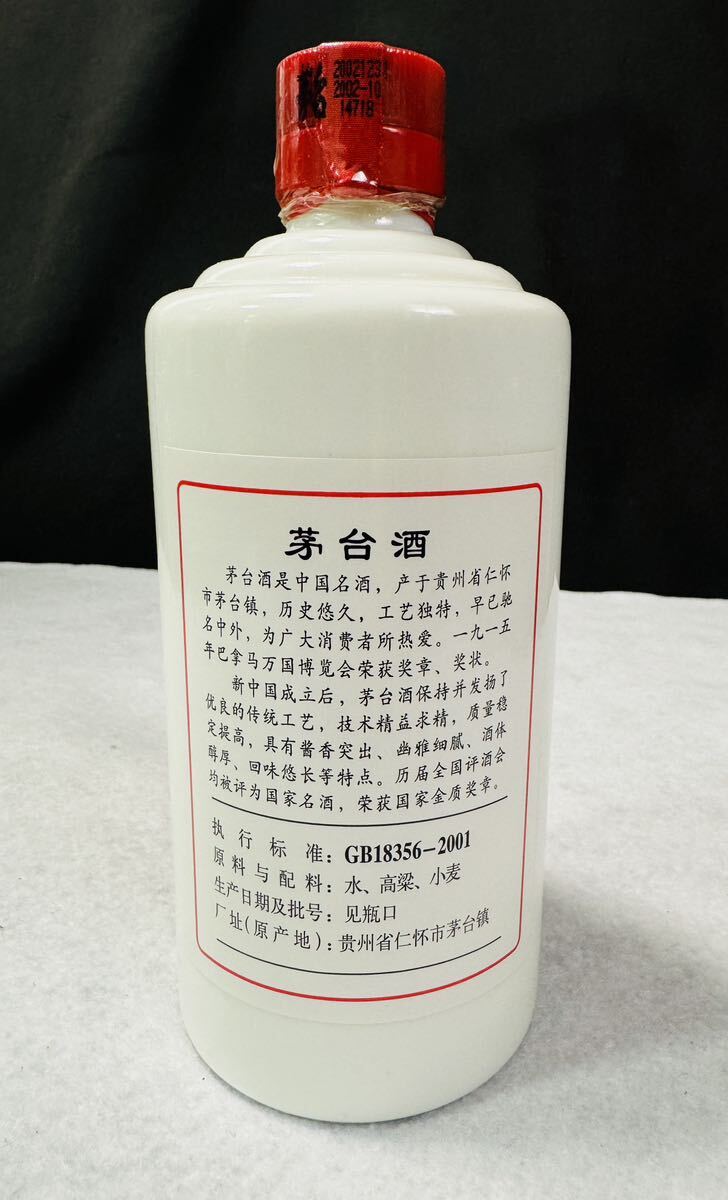 2002123
2002-10
14718
茅台酒
茅台酒是中国名酒，产于贵州省仁怀
市茅台镇，历史悠久，工艺独特，早已驰
名中外，为广大消费者所热爱。一九一五
年巴拿马万国博览会荣获奖章、奖状。
新中国成立后，茅台酒保持并发扬了
优良的传统工艺，技术精益求精，质量稳
定提高，具有酱香突出、幽雅细腻、酒体
醇厚、回味悠长等特点。历届全国评酒会
均被评为国家名酒，荣获国家金质奖章。
执行标准：GB18356-2001
原料与配料：水、高粱、小麦
生产日期及批号：见瓶口
厂址(原产地)：贵州省仁怀市茅台镇